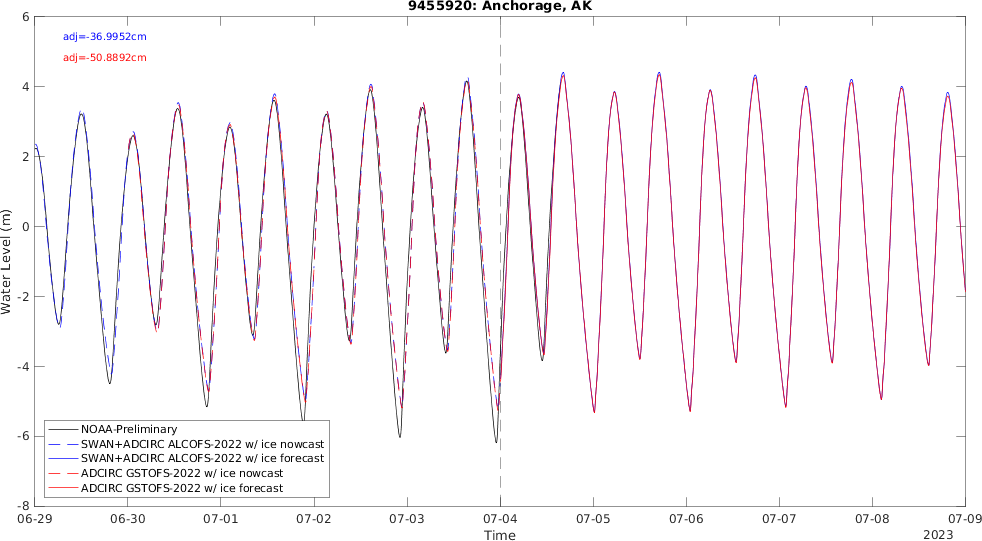 9455920: Anchorage, AK
adj=-36.9952cm
adj=-50.8892cm
6
4
2
0
-2
-4
-6
-8
Water Level (m)
NOAA-Preliminary
SWAN+ADCIRC ALCOFS-2022 w/ ice nowcast
SWAN+ADCIRC ALCOFS-2022 w/ ice forecast
ADCIRC GSTOFS-2022 w/ ice nowcast
ADCIRC GSTOFS-2022 w/ ice forecast
06-29 06-30 07-01 07-02 07-03 07-04 07-05 07-06 07-07 07-08 07-09
Time
2023